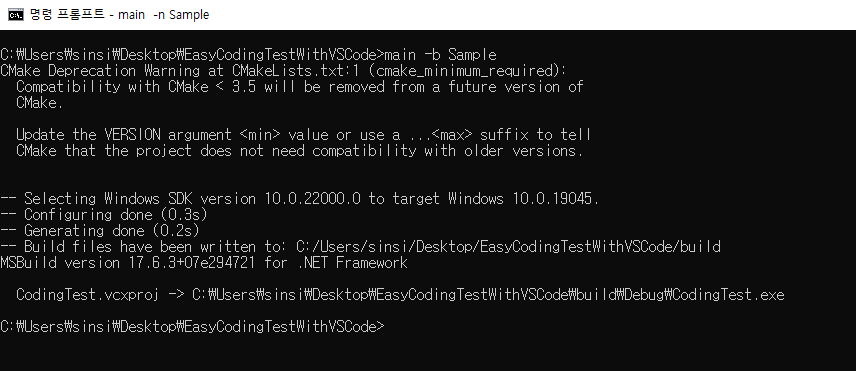 명령 프롬프트 - main  -n Sample
C:₩Users₩sinsi₩Desktop₩EasyCodingTestWithVSCode>main -b Sample
CMake Deprecation Warning at CMakeLists.txt:1 (cmake_minimum_required):
  Compatibility with CMake < 3.5 will be removed from a future version of
  CMake.
  Update the VERSION argument <min> value or use a ...<max> suffix to tell
  CMake that the project does not need compatibility with older versions.
-- Selecting Windows SDK version 10.0.22000.0 to target Windows 10.0.19045.
-- Configuring done (0.3s)
-- Generating done (0.2s)
-- Build files have been written to: C:/Users/sinsi/Desktop/EasyCodingTestWithVSCode/build
MSBuild version 17.6.3+07e294721 for .NET Framework
  CodingTest.vcxproj -> C:₩Users₩sinsi₩Desktop₩EasyCodingTestWithVSCode₩build₩Debug₩CodingTest.exe
C:₩Users₩sinsi₩Desktop₩EasyCodingTestWithVSCode>